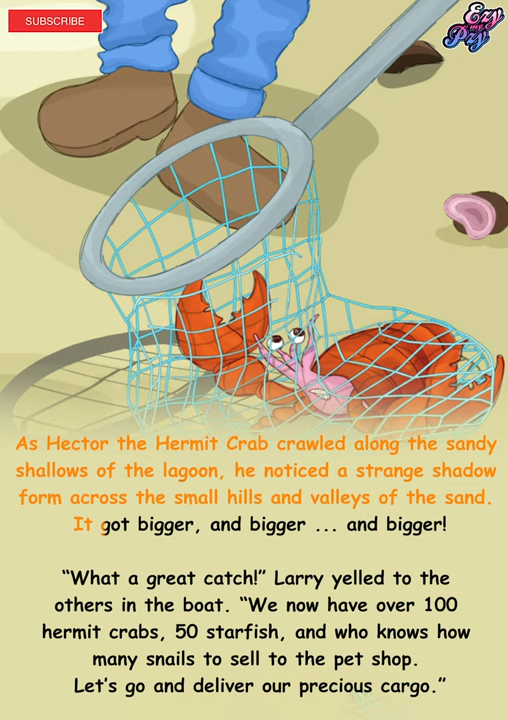 SUBSCRIBE
Ezy
my
Pzy
As Hector the Hermit Crab crawled along the sandy
shallows of the lagoon, he noticed a strange shadow
form across the small hills and valleys of the sand.
It got bigger, and bigger ... and bigger!
“What a great catch!” Larry yelled to the
others in the boat. “We now have over 100
hermit crabs, 50 starfish, and who knows how
many snails to sell to the pet shop.
Let’s go and deliver our precious cargo.”